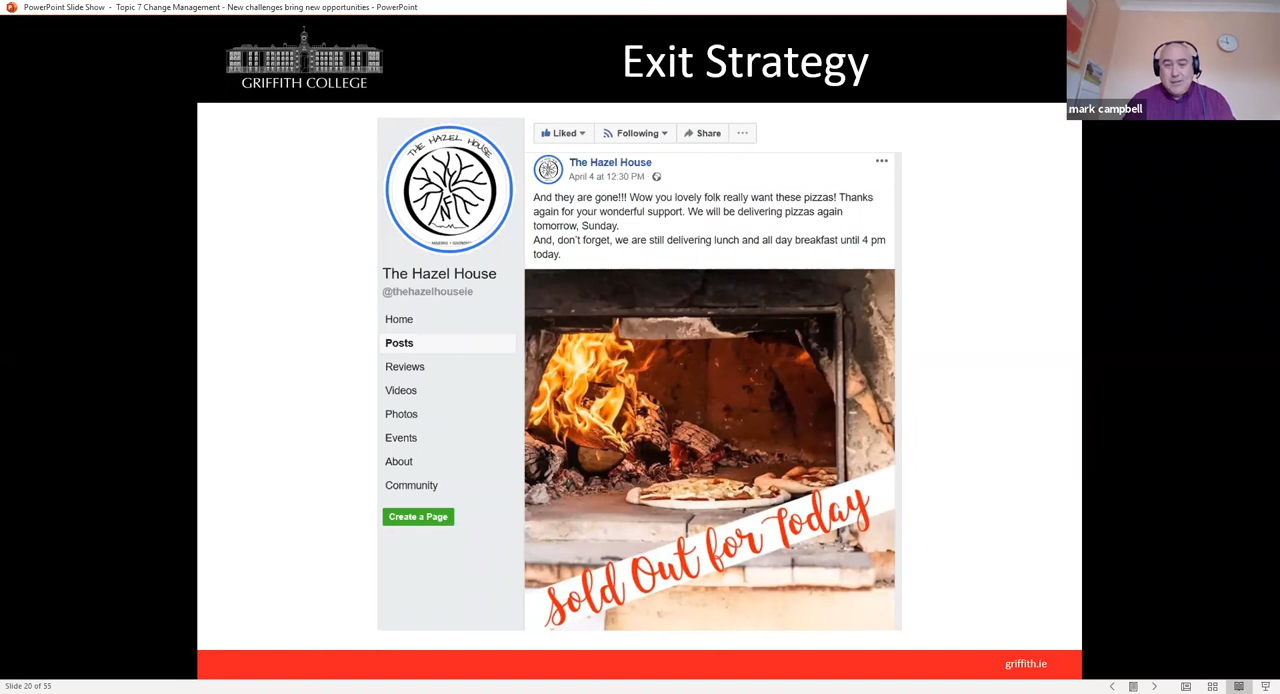 PowerPoint Slide Show - Topic 7 Change Management - New challenges bring new opportunities - PowerPoint
GRIFFITH COLLEGE
Exit Strategy
mark campbell
THE HAZEL HOUSE
The Hazel House
@thehazelhouseie
Home
Posts
Reviews
Videos
Photos
Events
About
Community
Create a Page
Liked
Following
Share
The Hazel House
April 4 at 12:30 PM ·
And they are gone!!! Wow you lovely folk really want these pizzas! Thanks
again for your wonderful support. We will be delivering pizzas again
tomorrow, Sunday.
And, don't forget, we are still delivering lunch and all day breakfast until 4 pm
today.
Sold Out for Today
griffith.ie
Slide 20 of 55